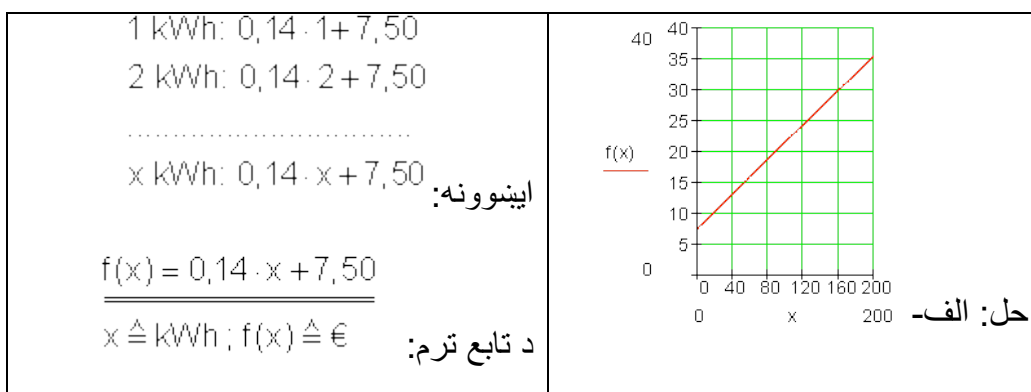 1 kWh: 0,14 · 1 + 7,50
2 kWh: 0,14 · 2 + 7,50
................................
x kWh: 0,14 · x + 7,50
ایښوونه:
f(x) = 0,14 · x + 7,50
x ≙ kWh ; f(x) ≙ €
د تابع ترم:
40
40
35
30
25
f(x) 20
15
10
5
0
0 40 80 120 160 200
0 x 200
حل: الف-